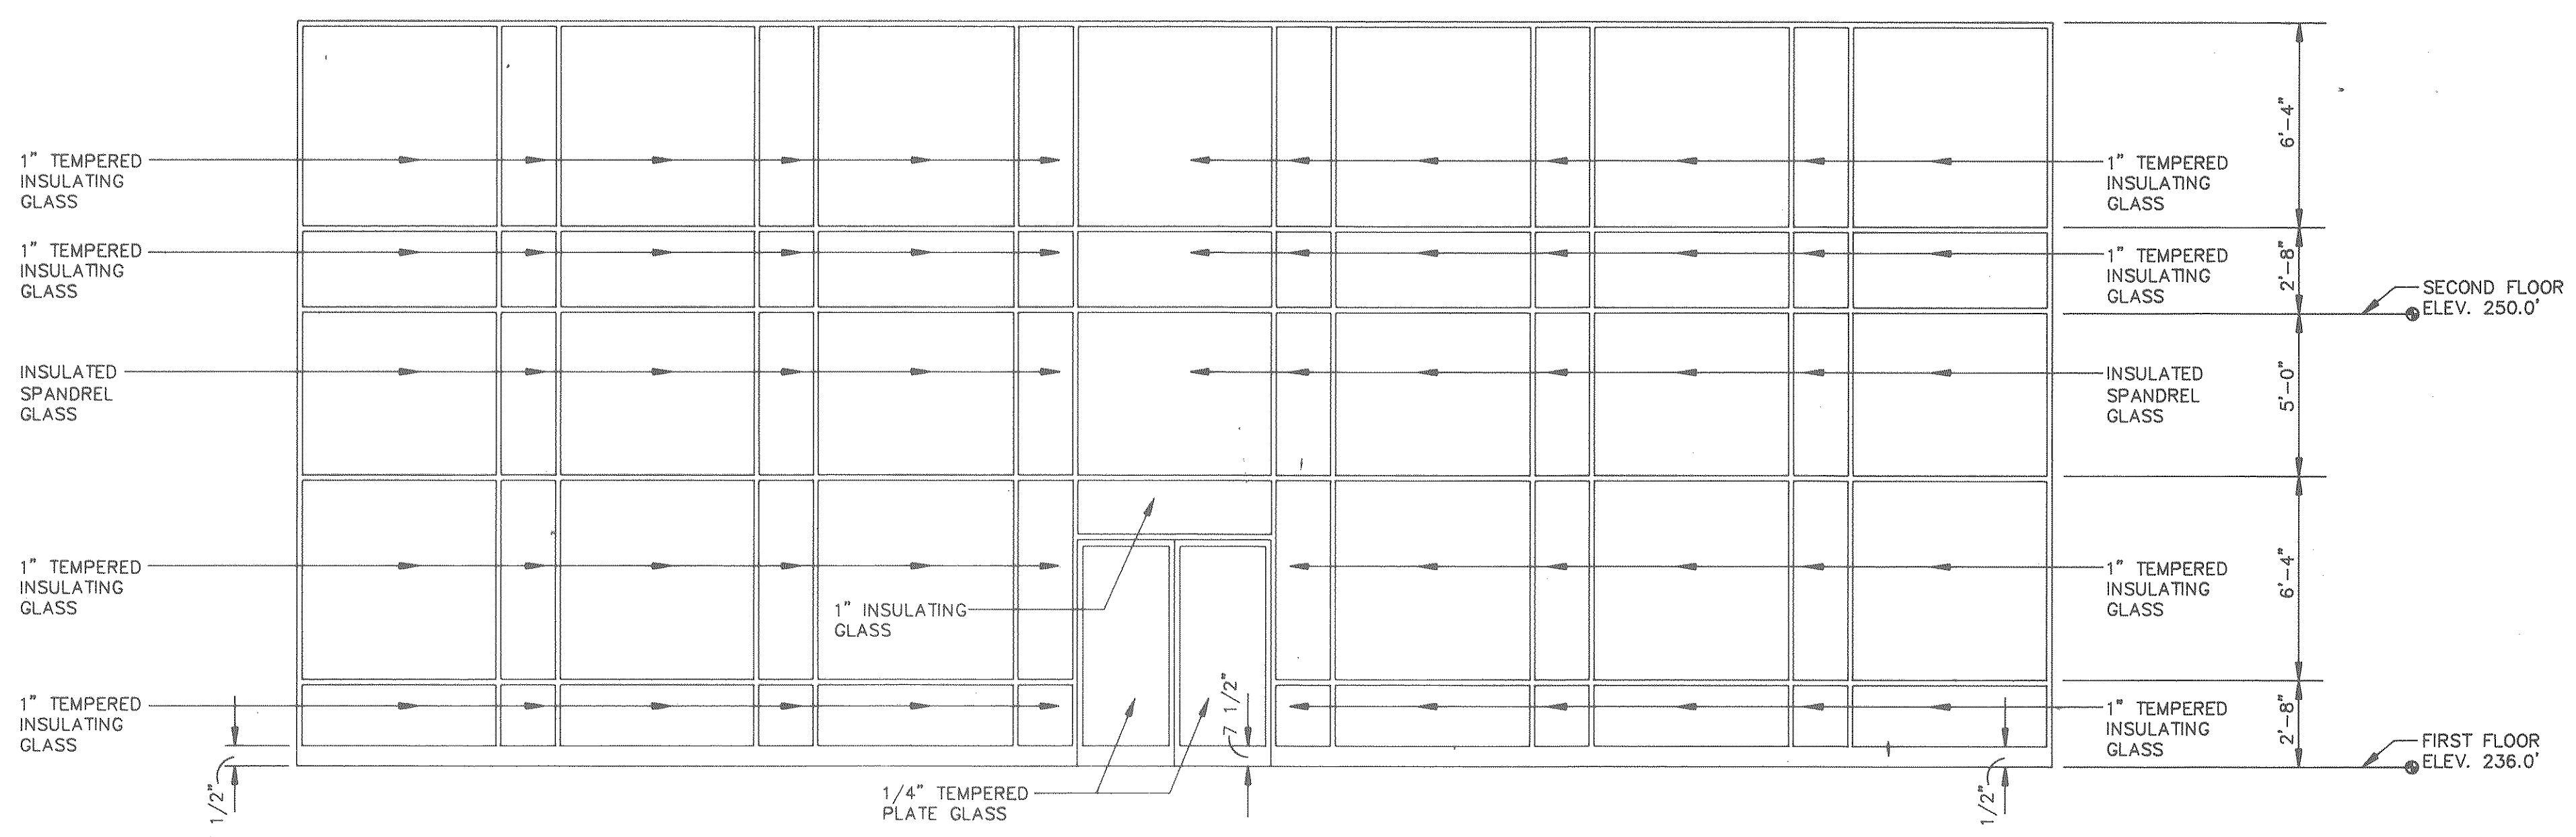 1" TEMPERED
INSULATING
GLASS
1" TEMPERED
INSULATING
GLASS
INSULATED
SPANDREL
GLASS
1" TEMPERED
INSULATING
GLASS
1" TEMPERED
INSULATING
GLASS
1/2"
1" INSULATING
GLASS
1/4" TEMPERED
PLATE GLASS
7 1/2"
1/2"
1" TEMPERED
INSULATING
GLASS
1" TEMPERED
INSULATING
GLASS
INSULATED
SPANDREL
GLASS
1" TEMPERED
INSULATING
GLASS
1" TEMPERED
INSULATING
GLASS
6'-4"
2'-8"
5'-0"
6'-4"
2'-8"
SECOND FLOOR
ELEV. 250.0'
FIRST FLOOR
ELEV. 236.0'